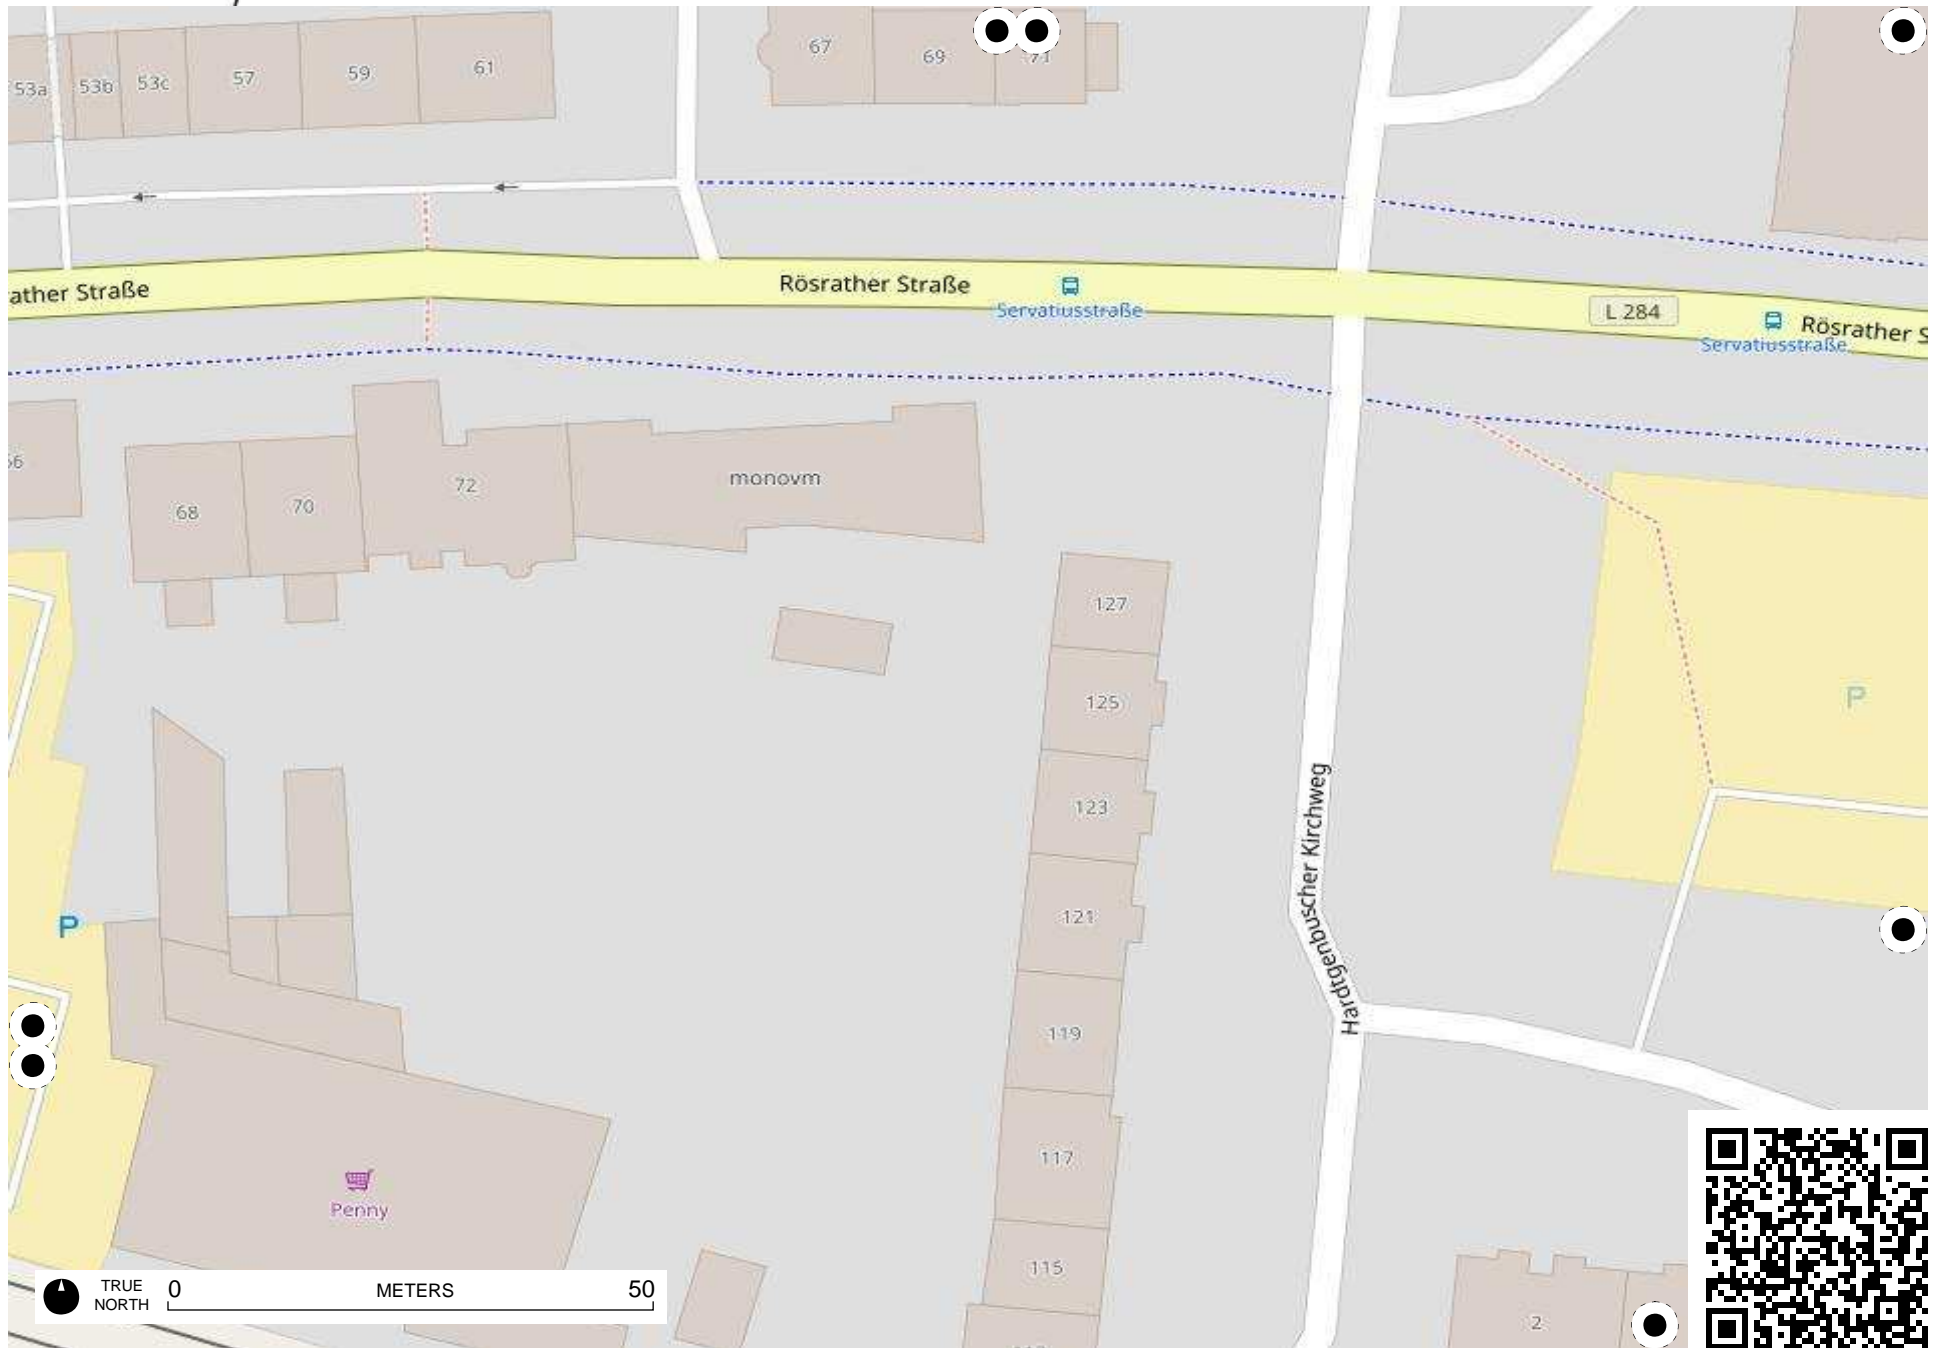 53a
53b
53c
57
59
61
67
69
71
ather Straße
Rösrather Straße
Servatiusstraße
L 284
Rösrather S
Servatiusstraße
68
70
72
monovm
127
125
123
121
119
117
115
P
P
Hardtgenbuscher Kirchweg
Penny
2
TRUE
NORTH
0
METERS
50